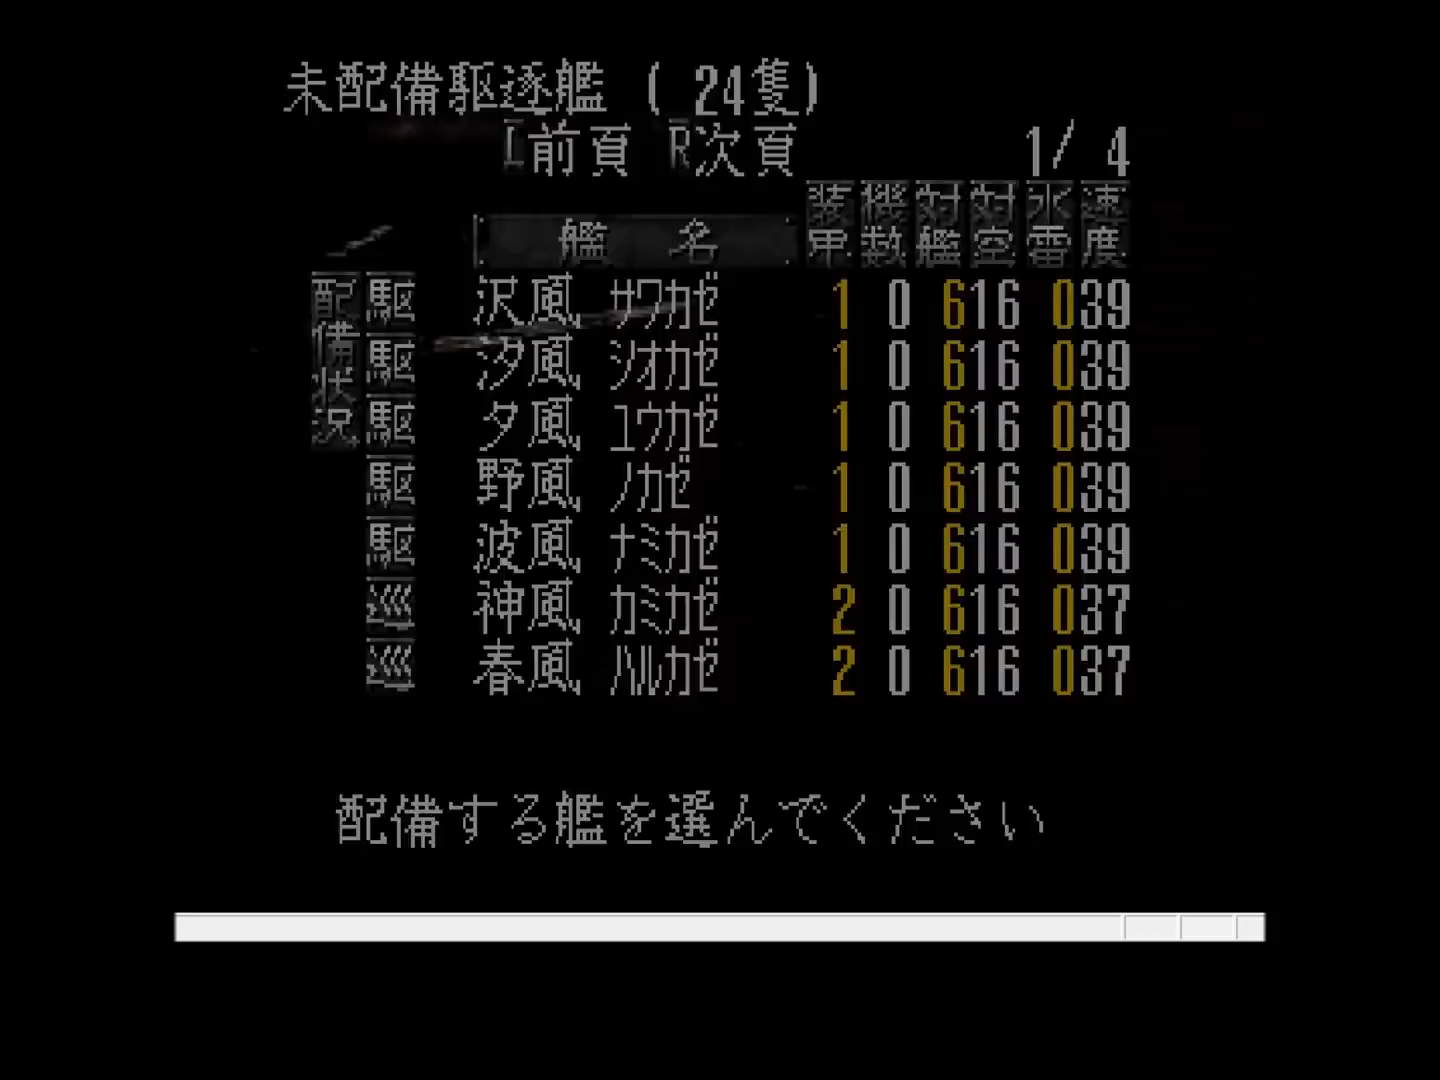 未配備駆逐艦 ( 24隻)
L前頁 R次頁 1/ 4
艦 名 装甲 機数 対艦 対空 水雷 速度
配備状況
駆 沢風 サワカゼ 1 0 6 16 0 39
駆 汐風 シオカゼ 1 0 6 16 0 39
駆 夕風 ユウカゼ 1 0 6 16 0 39
駆 野風 ノカゼ 1 0 6 16 0 39
駆 波風 ナミカゼ 1 0 6 16 0 39
巡 神風 カミカゼ 2 0 6 16 0 37
巡 春風 ハルカゼ 2 0 6 16 0 37
配備する艦を選んでください